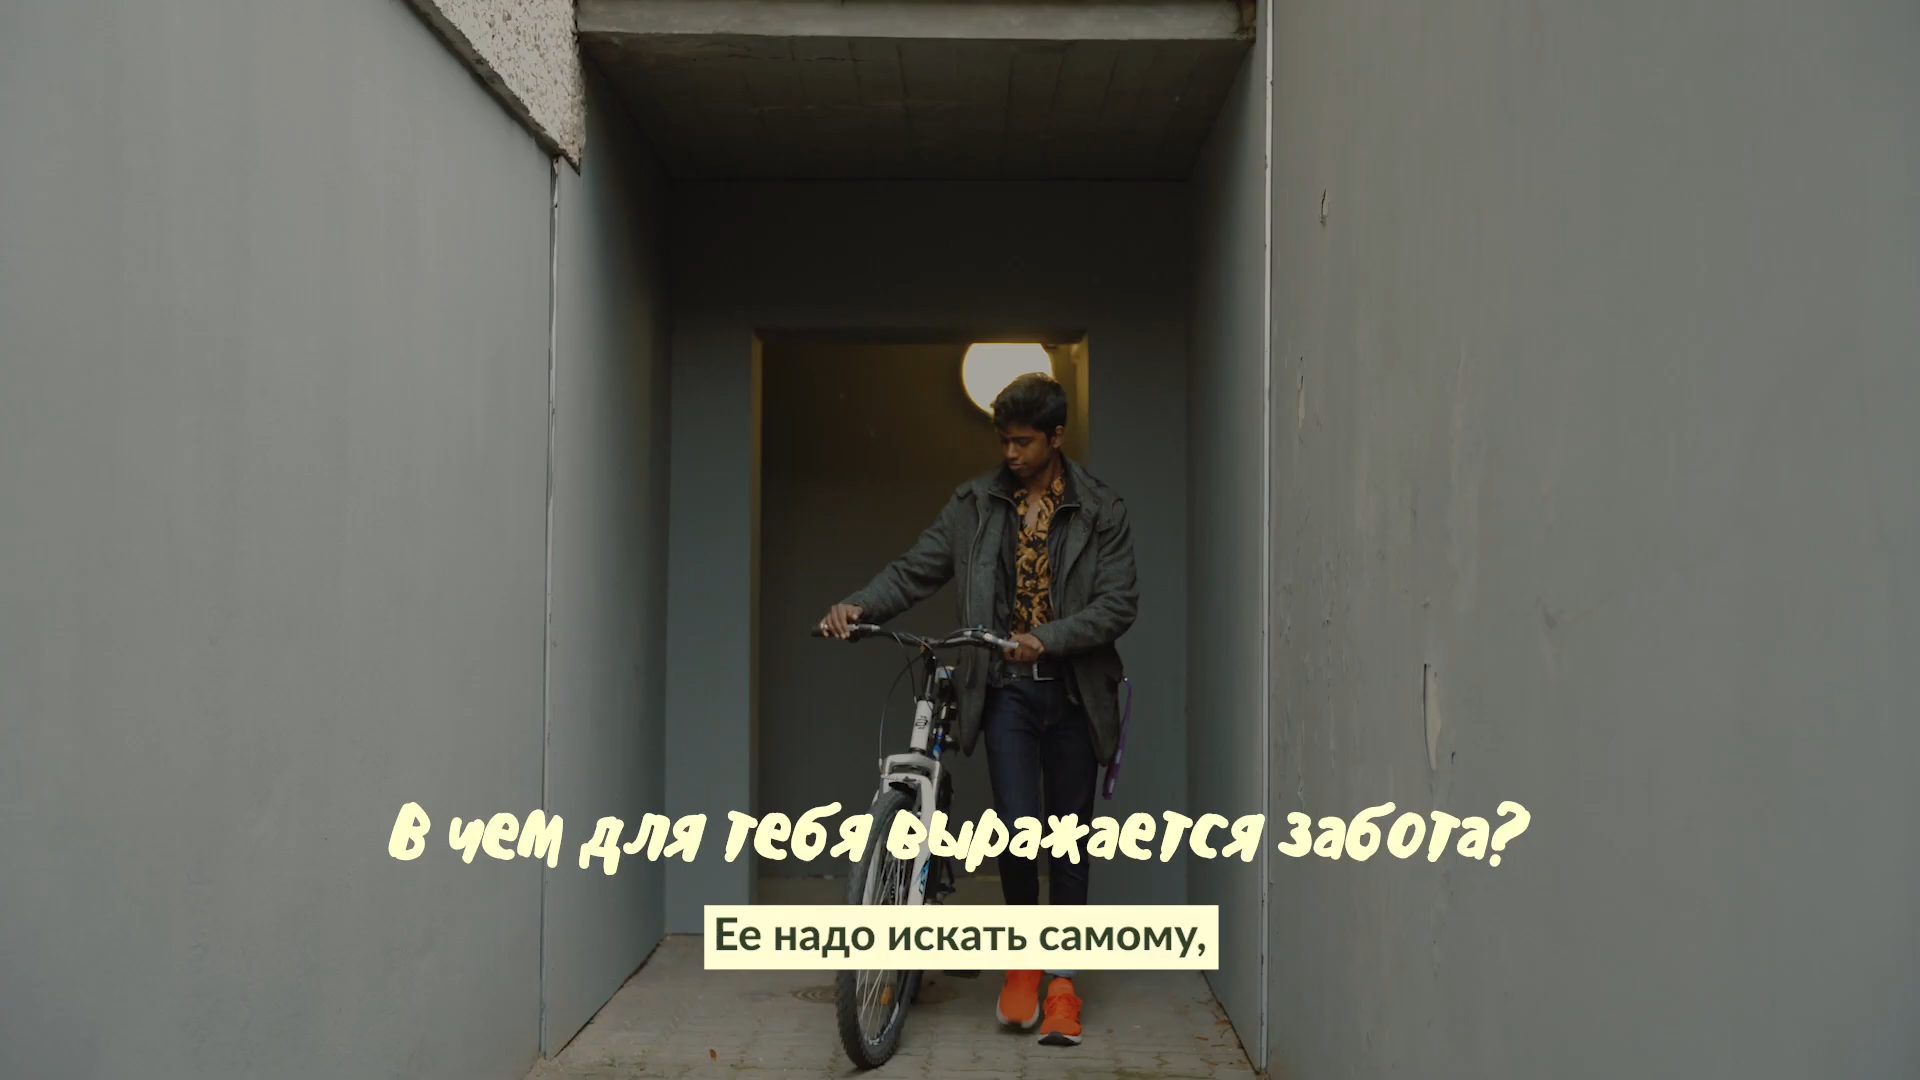 В чем для тебя выражается забота?
Ее надо искать самому,